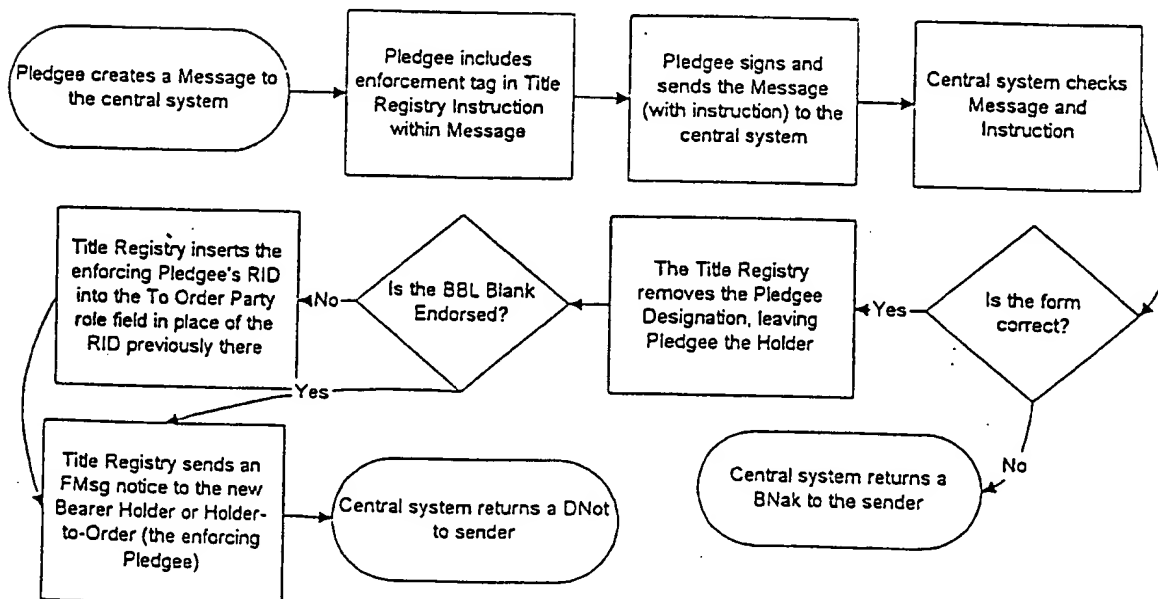 Pledgee creates a Message to
the central system
Pledgee includes
enforcement tag in Title
Registry Instruction
within Message
Pledgee signs and
sends the Message
(with instruction) to the
central system
Central system checks
Message and
Instruction
Is the form
correct?
Yes
No
Central system returns a
BNak to the sender
The Title Registry
removes the Pledgee
Designation, leaving
Pledgee the Holder
Is the BBL Blank
Endorsed?
No
Yes
Title Registry inserts the
enforcing Pledgee's RID
into the To Order Party
role field in place of the
RID previously there
Title Registry sends an
FMsg notice to the new
Bearer Holder or Holder-
to-Order (the enforcing
Pledgee)
Central system returns a DNot
to sender